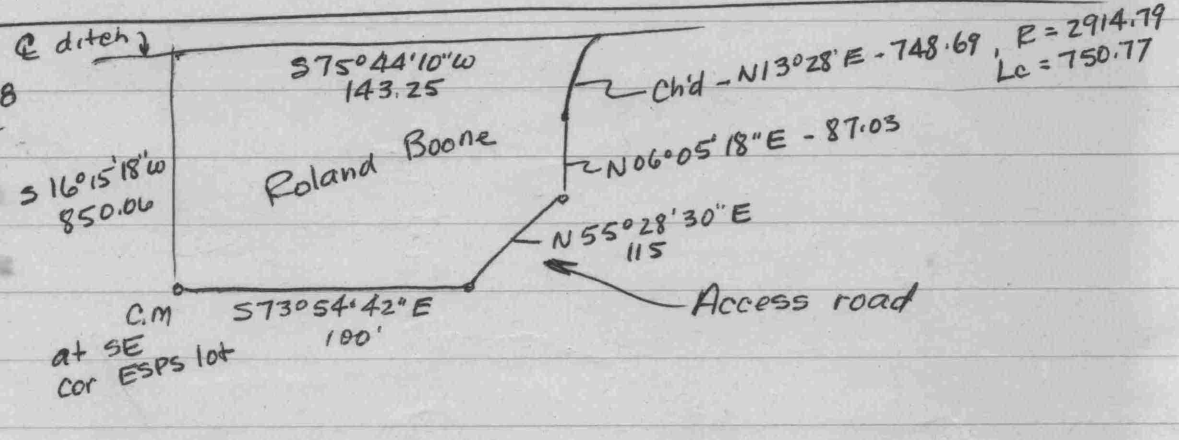 ℄ ditch
8
S75°44'10"W
143.25
Ch'd - N13°28'E - 748.69, R = 2914.79
Lc = 750.77
Roland Boone
N06°05'18"E - 87.03
S 16°15'18"W
850.06
N 55°28'30"E
115
Access road
C.M
at SE
cor ESPS lot
S73°54'42"E
100'